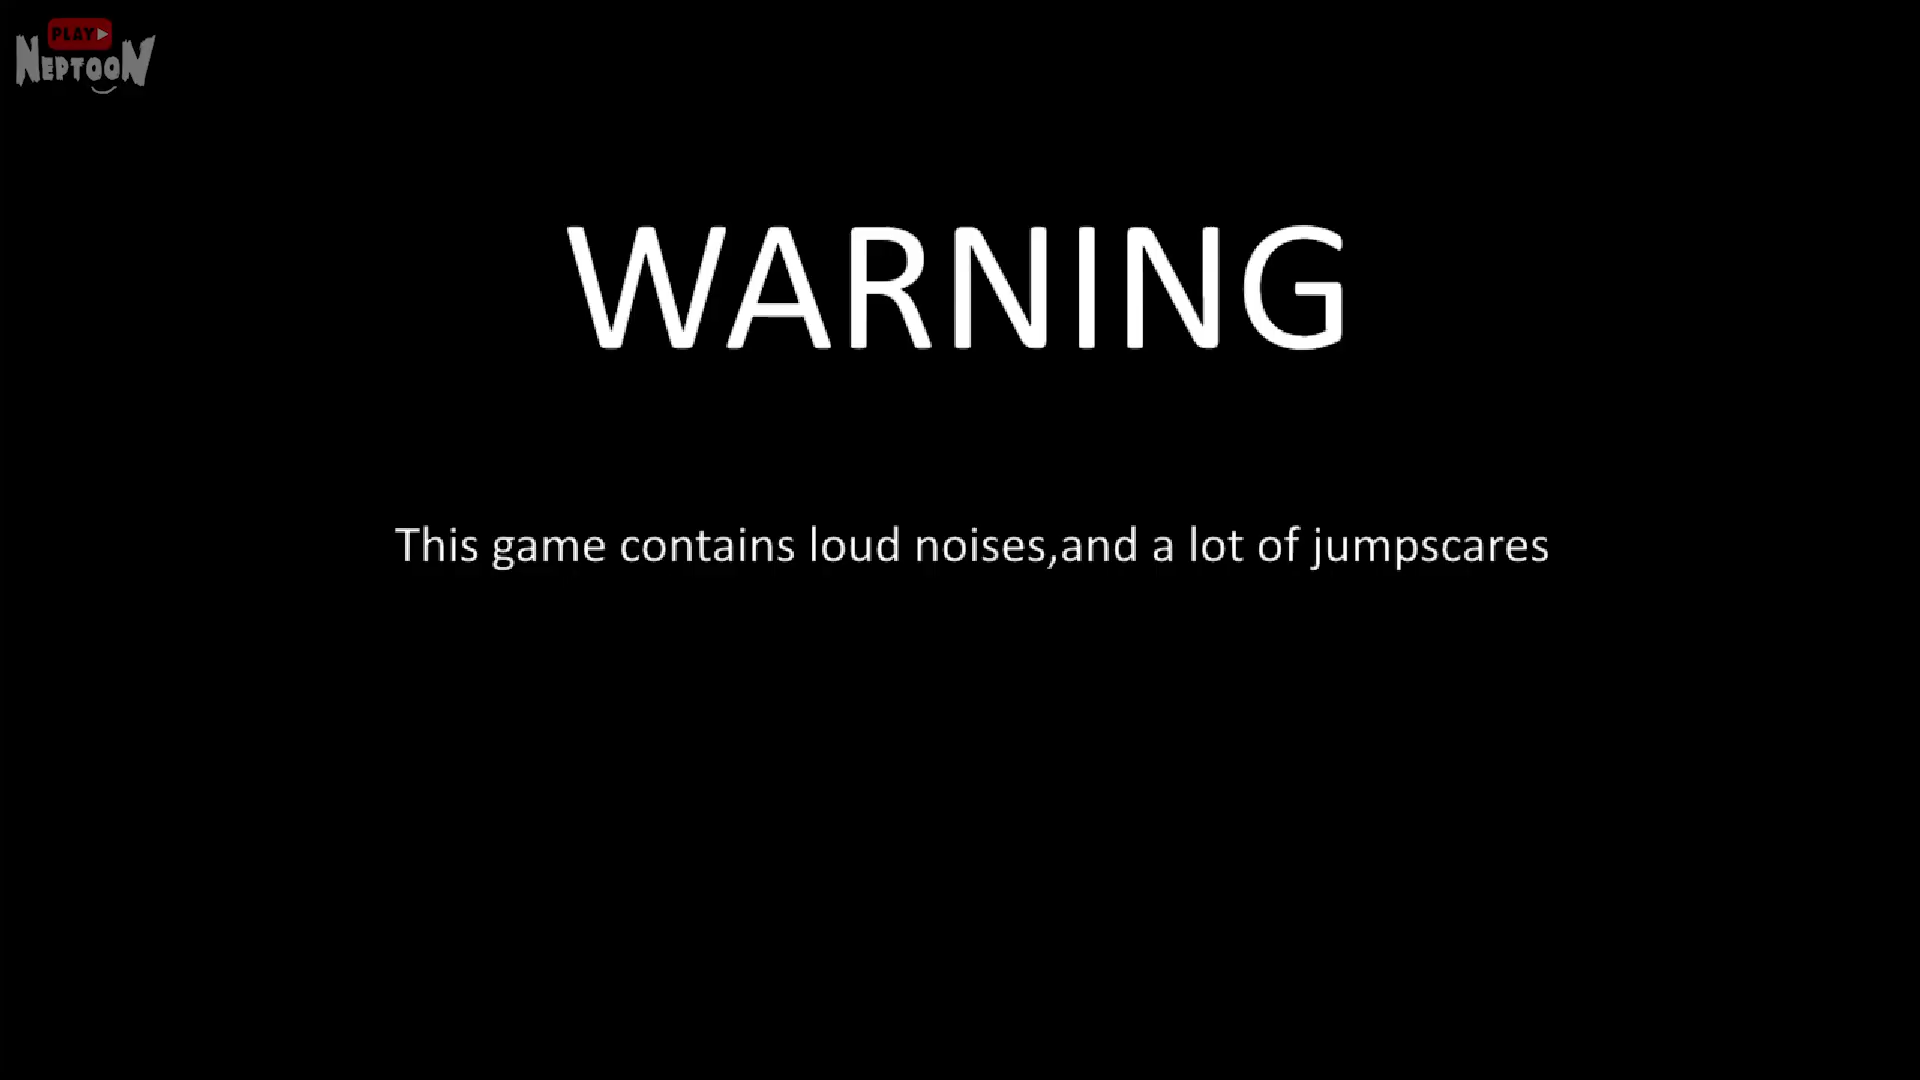 PLAY
NEPTOON
WARNING
This game contains loud noises,and a lot of jumpscares